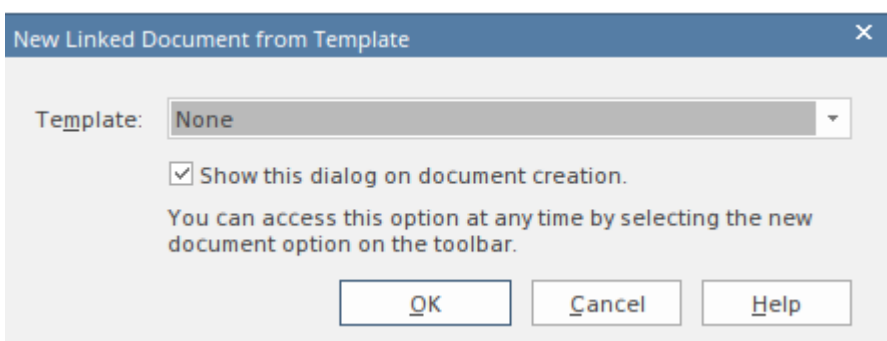 New Linked Document from Template
Template: None
Show this dialog on document creation.
You can access this option at any time by selecting the new
document option on the toolbar.
OK Cancel Help